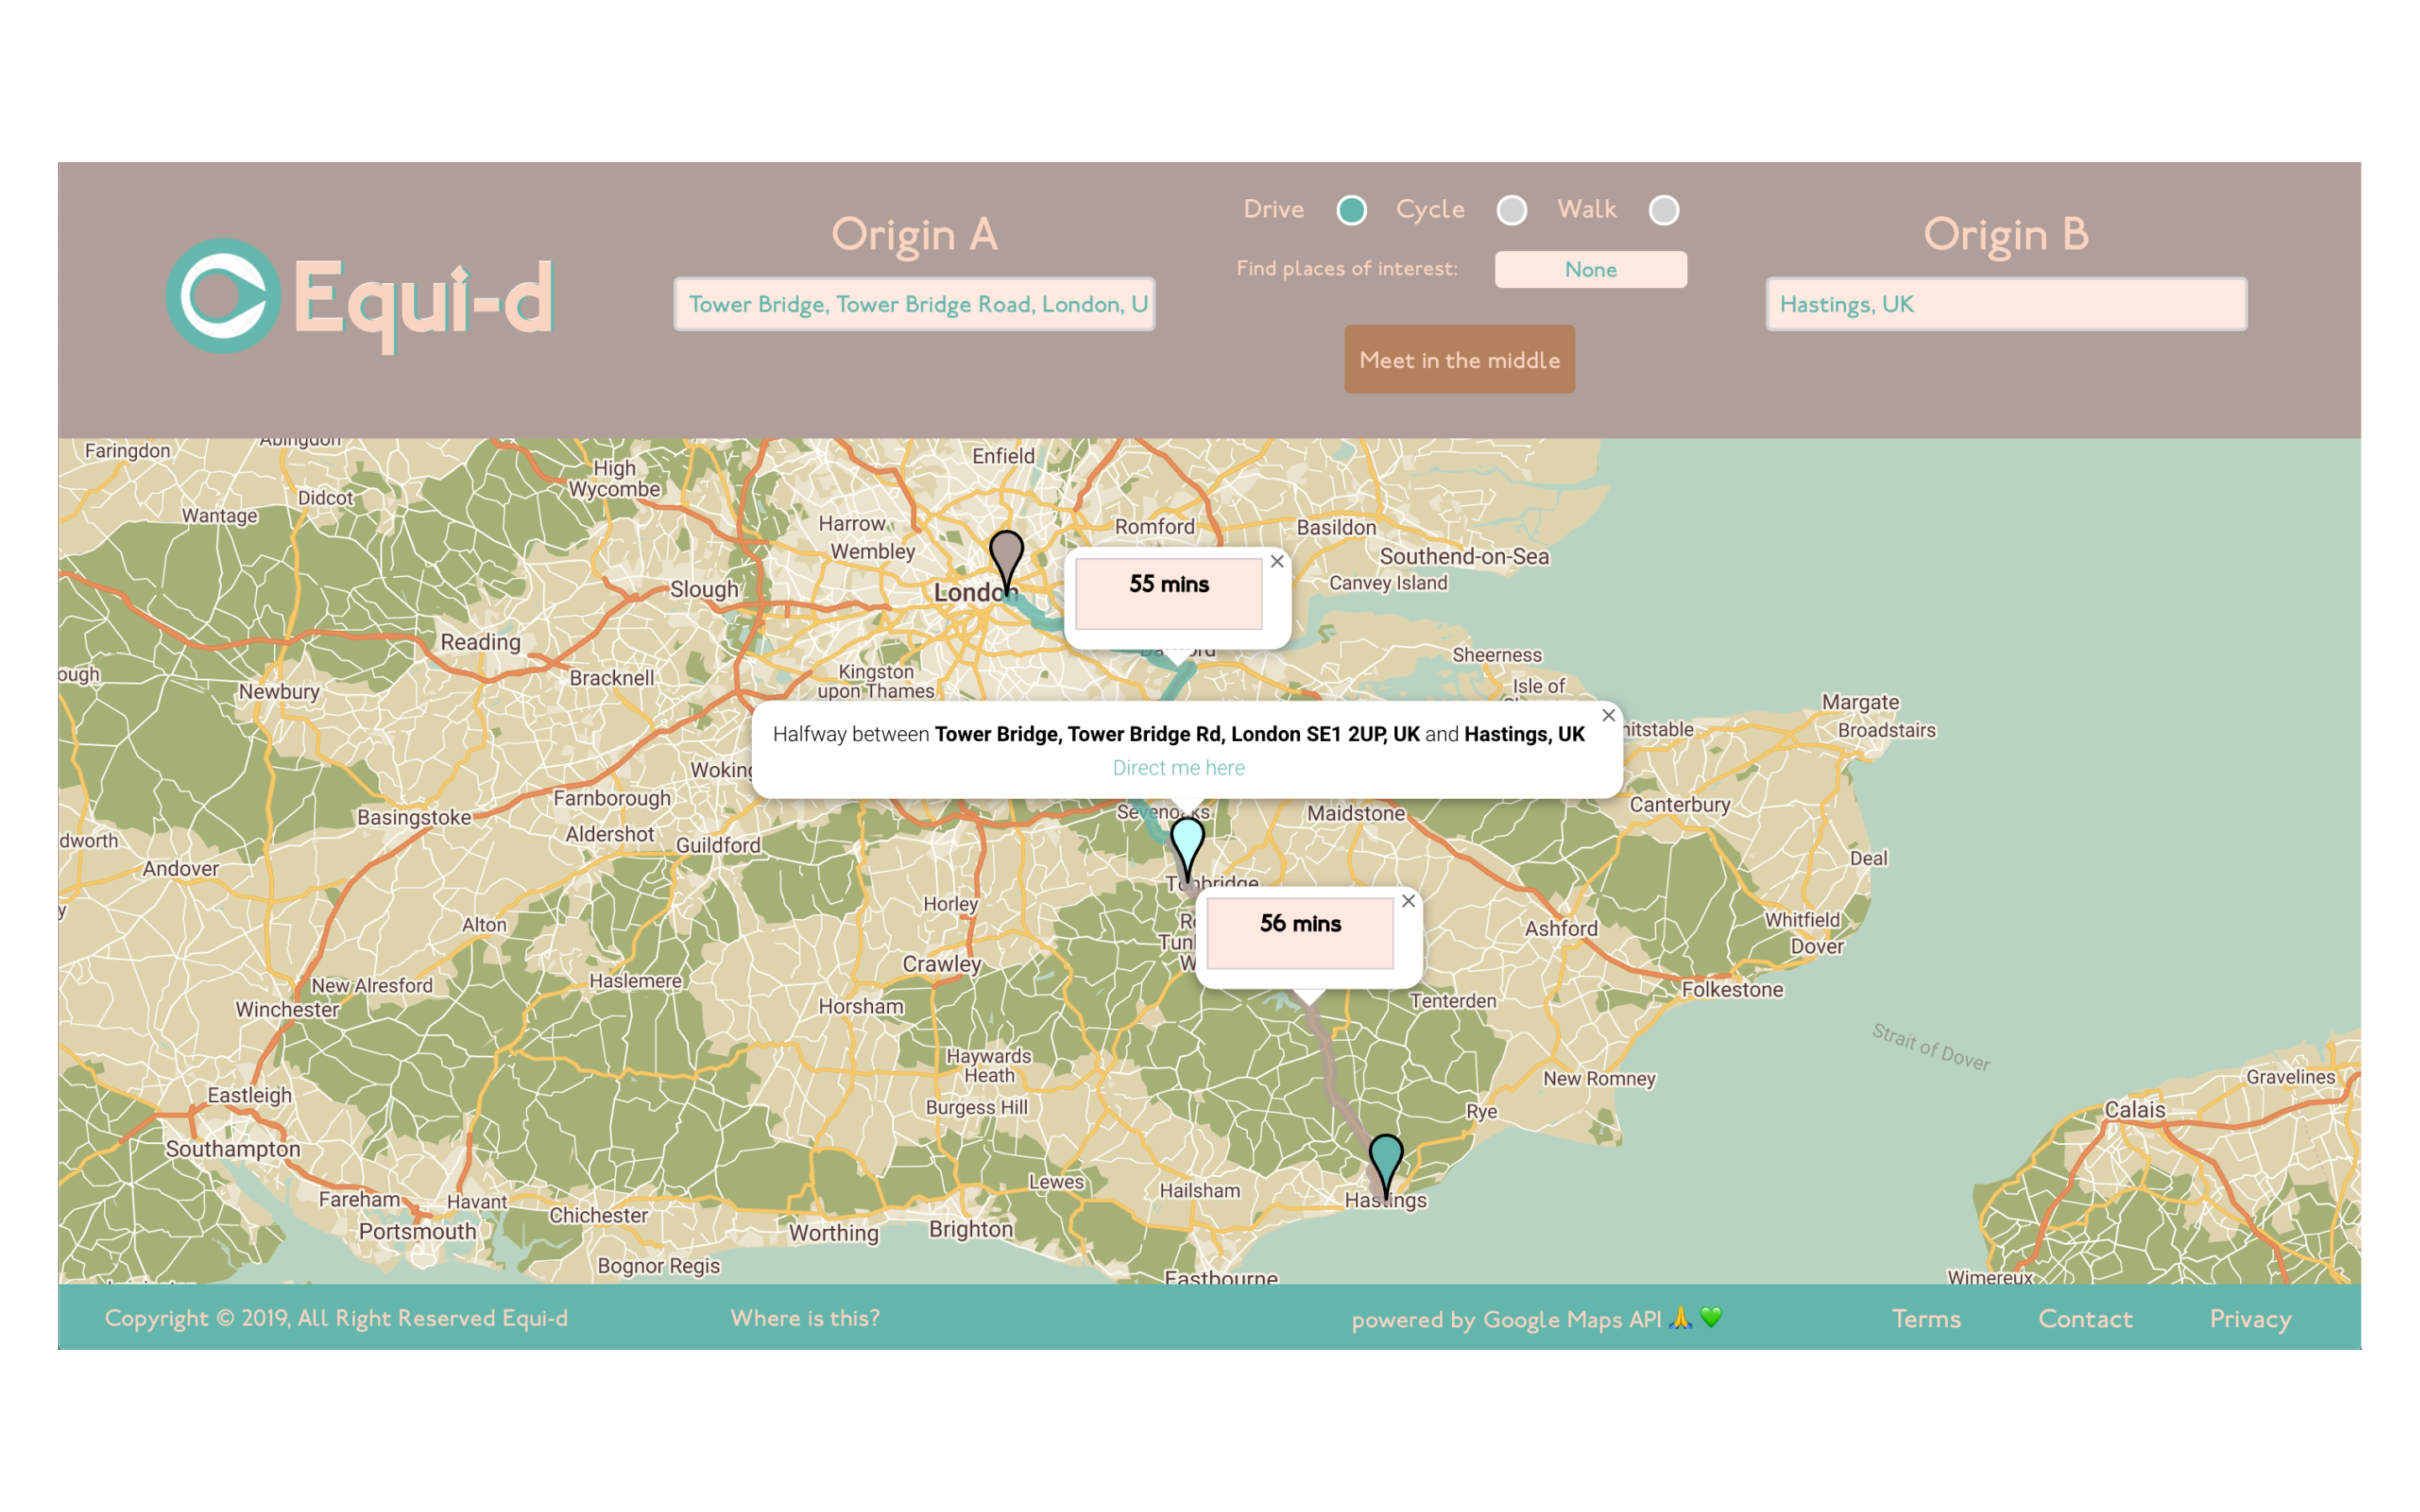 Equi-d
Origin A
Tower Bridge, Tower Bridge Road, London, U
Drive Cycle Walk
Find places of interest: None
Meet in the middle
Origin B
Hastings, UK
Faringdon
Abingdon
High
Wycombe
Enfield
Didcot
Wantage
Harrow
Wembley
Romford
Basildon
Southend-on-Sea
Canvey Island
Slough
London
55 mins
Reading
Sheerness
Kingston
upon Thames
Bracknell
Newbury
Isle of
Margate
Broadstairs
Halfway between Tower Bridge, Tower Bridge Rd, London SE1 2UP, UK and Hastings, UK
Direct me here
Farnborough
Basingstoke
Aldershot
Guildford
Sevenoaks
Maidstone
Canterbury
Andover
Deal
Tonbridge
Horley
Alton
56 mins
Whitfield
Ashford
Dover
Crawley
New Alresford
Haslemere
Winchester
Horsham
Tenterden
Folkestone
Strait of Dover
Haywards
Heath
New Romney
Gravelines
Eastleigh
Burgess Hill
Rye
Calais
Southampton
Lewes
Hailsham
Fareham
Havant
Hastings
Chichester
Portsmouth
Worthing
Brighton
Bognor Regis
Eastbourne
Wimereux
Copyright © 2019, All Right Reserved Equi-d
Where is this?
powered by Google Maps API 🙏 💚
Terms
Contact
Privacy